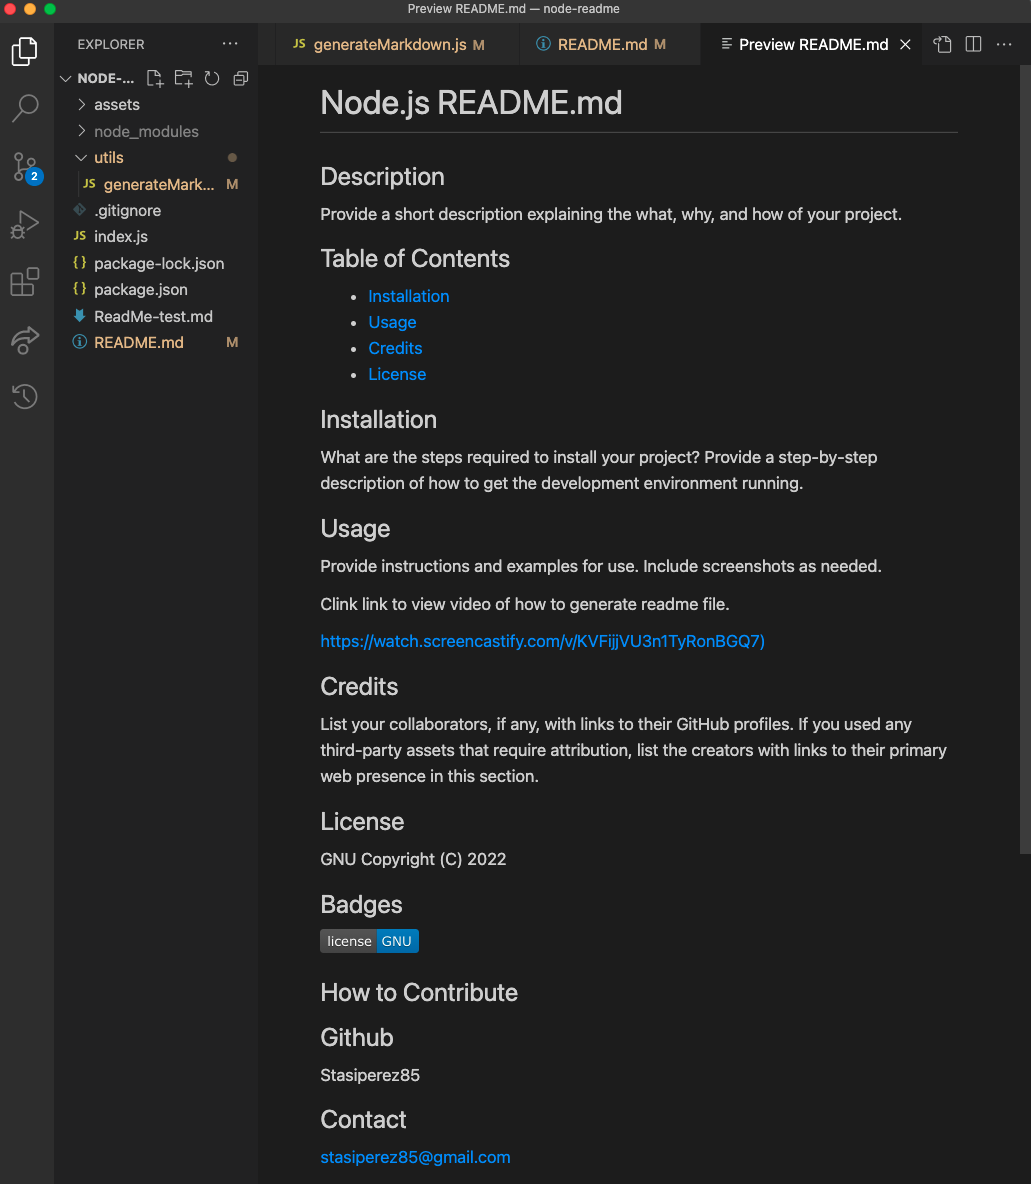 Preview README.md — node-readme
EXPLORER
JS generateMarkdown.js M
README.md M
Preview README.md
NODE-...
assets
node_modules
utils
JS generateMark... M
.gitignore
JS index.js
{ } package-lock.json
{ } package.json
ReadMe-test.md
README.md M
2
Node.js README.md
Description
Provide a short description explaining the what, why, and how of your project.
Table of Contents
• Installation
• Usage
• Credits
• License
Installation
What are the steps required to install your project? Provide a step-by-step
description of how to get the development environment running.
Usage
Provide instructions and examples for use. Include screenshots as needed.
Clink link to view video of how to generate readme file.
https://watch.screencastify.com/v/KVFijjVU3n1TyRonBGQ7)
Credits
List your collaborators, if any, with links to their GitHub profiles. If you used any
third-party assets that require attribution, list the creators with links to their primary
web presence in this section.
License
GNU Copyright (C) 2022
Badges
license GNU
How to Contribute
Github
Stasiperez85
Contact
stasiperez85@gmail.com